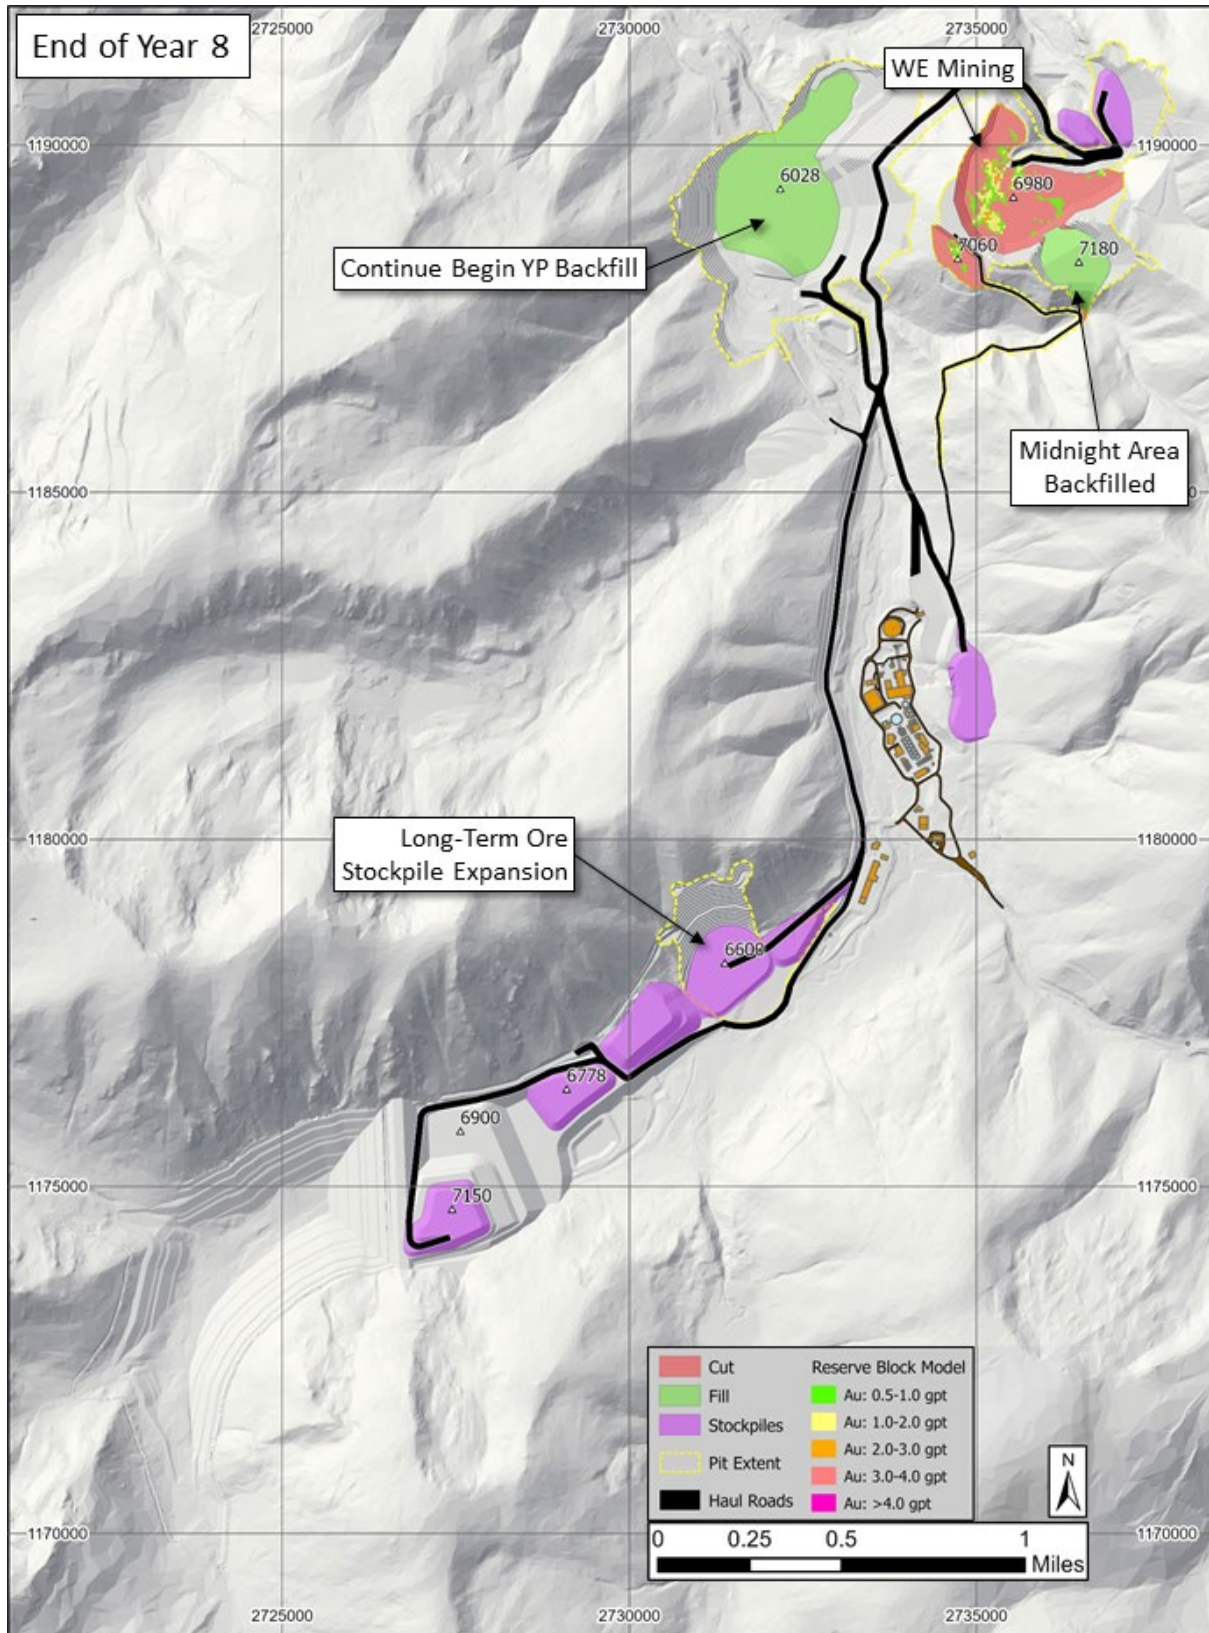 End of Year 8
2725000
2730000
2735000
WE Mining
1190000
1190000
6028
6980
7060
7180
Continue Begin YP Backfill
Midnight Area
Backfilled
1185000
0
1180000
1180000
Long-Term Ore
Stockpile Expansion
6600
6778
6900
7150
1175000
1175000
Cut
Fill
Stockpiles
Pit Extent
Haul Roads
Reserve Block Model
Au: 0.5-1.0 gpt
Au: 1.0-2.0 gpt
Au: 2.0-3.0 gpt
Au: 3.0-4.0 gpt
Au: >4.0 gpt
N
1170000
1170000
0 0.25 0.5 1
Miles
2725000
2730000
2735000